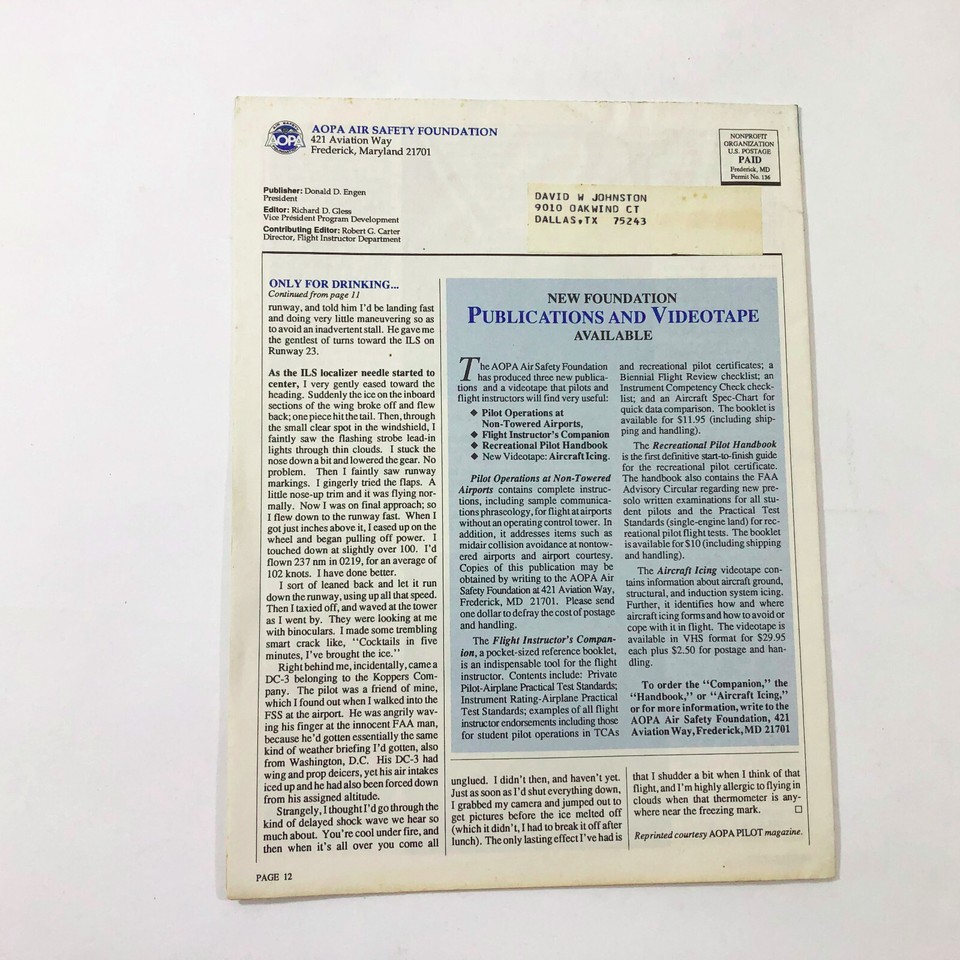 AIR SAFETY
AOPA
AOPA AIR SAFETY FOUNDATION
421 Aviation Way
Frederick, Maryland 21701
NONPROFIT
ORGANIZATION
U.S. POSTAGE
PAID
Frederick, MD
Permit No. 136
Publisher: Donald D. Engen
President
Editor: Richard D. Gless
Vice President Program Development
Contributing Editor: Robert G. Carter
Director, Flight Instructor Department
DAVID W JOHNSTON
9010 OAKWIND CT
DALLAS,TX 75243
ONLY FOR DRINKING...
Continued from page 11
runway, and told him I'd be landing fast
and doing very little maneuvering so as
to avoid an inadvertent stall. He gave me
the gentlest of turns toward the ILS on
Runway 23.
As the ILS localizer needle started to
center, I very gently eased toward the
heading. Suddenly the ice on the inboard
sections of the wing broke off and flew
back; one piece hit the tail. Then, through
the small clear spot in the windshield, I
faintly saw the flashing strobe lead-in
lights through thin clouds. I stuck the
nose down a bit and lowered the gear. No
problem. Then I faintly saw runway
markings. I gingerly tried the flaps. A
little nose-up trim and it was flying nor-
mally. Now I was on final approach; so
I flew down to the runway fast. When I
got just inches above it, I eased up on the
wheel and began pulling off power. I
touched down at slightly over 100. I'd
flown 237 nm in 0219, for an average of
102 knots. I have done better.
I sort of leaned back and let it run
down the runway, using up all that speed.
Then I taxied off, and waved at the tower
as I went by. They were looking at me
with binoculars. I made some trembling
smart crack like, "Cocktails in five
minutes, I've brought the ice."
Right behind me, incidentally, came a
DC-3 belonging to the Koppers Com-
pany. The pilot was a friend of mine,
which I found out when I walked into the
FSS at the airport. He was angrily wav-
ing his finger at the innocent FAA man,
because he'd gotten essentially the same
kind of weather briefing I'd gotten, also
from Washington, D.C. His DC-3 had
wing and prop deicers, yet his air intakes
iced up and he had also been forced down
from his assigned altitude.
Strangely, I thought I'd go through the
kind of delayed shock wave we hear so
much about. You're cool under fire, and
then when it's all over you come all
NEW FOUNDATION
PUBLICATIONS AND VIDEOTAPE
AVAILABLE
The AOPA Air Safety Foundation
has produced three new publica-
tions and a videotape that pilots and
flight instructors will find very useful:
❖ Pilot Operations at
Non-Towered Airports,
❖ Flight Instructor's Companion
❖ Recreational Pilot Handbook
❖ New Videotape: Aircraft Icing.
Pilot Operations at Non-Towered
Airports contains complete instruc-
tions, including sample communica-
tions phraseology, for flight at airports
without an operating control tower. In
addition, it addresses items such as
midair collision avoidance at nontow-
ered airports and airport courtesy.
Copies of this publication may be
obtained by writing to the AOPA Air
Safety Foundation at 421 Aviation Way,
Frederick, MD 21701. Please send
one dollar to defray the cost of postage
and handling.
The Flight Instructor's Compan-
ion, a pocket-sized reference booklet,
is an indispensable tool for the flight
instructor. Contents include: Private
Pilot-Airplane Practical Test Standards;
Instrument Rating-Airplane Practical
Test Standards; examples of all flight
instructor endorsements including those
for student pilot operations in TCAs
and recreational pilot certificates; a
Biennial Flight Review checklist; an
Instrument Competency Check check-
list; and an Aircraft Spec-Chart for
quick data comparison. The booklet is
available for $11.95 (including ship-
ping and handling).
The Recreational Pilot Handbook
is the first definitive start-to-finish guide
for the recreational pilot certificate.
The handbook also contains the FAA
Advisory Circular regarding new pre-
solo written examinations for all stu-
dent pilots and the Practical Test
Standards (single-engine land) for rec-
reational pilot flight tests. The booklet
is available for $10 (including shipping
and handling).
The Aircraft Icing videotape con-
tains information about aircraft ground,
structural, and induction system icing.
Further, it identifies how and where
aircraft icing forms and how to avoid or
cope with it in flight. The videotape is
available in VHS format for $29.95
each plus $2.50 for postage and han-
dling.
To order the "Companion," the
"Handbook," or "Aircraft Icing,"
or for more information, write to the
AOPA Air Safety Foundation, 421
Aviation Way, Frederick, MD 21701
unglued. I didn't then, and haven't yet.
Just as soon as I'd shut everything down,
I grabbed my camera and jumped out to
get pictures before the ice melted off
(which it didn't, I had to break it off after
lunch). The only lasting effect I've had is
that I shudder a bit when I think of that
flight, and I'm highly allergic to flying in
clouds when that thermometer is any-
where near the freezing mark. □
Reprinted courtesy AOPA PILOT magazine.
PAGE 12